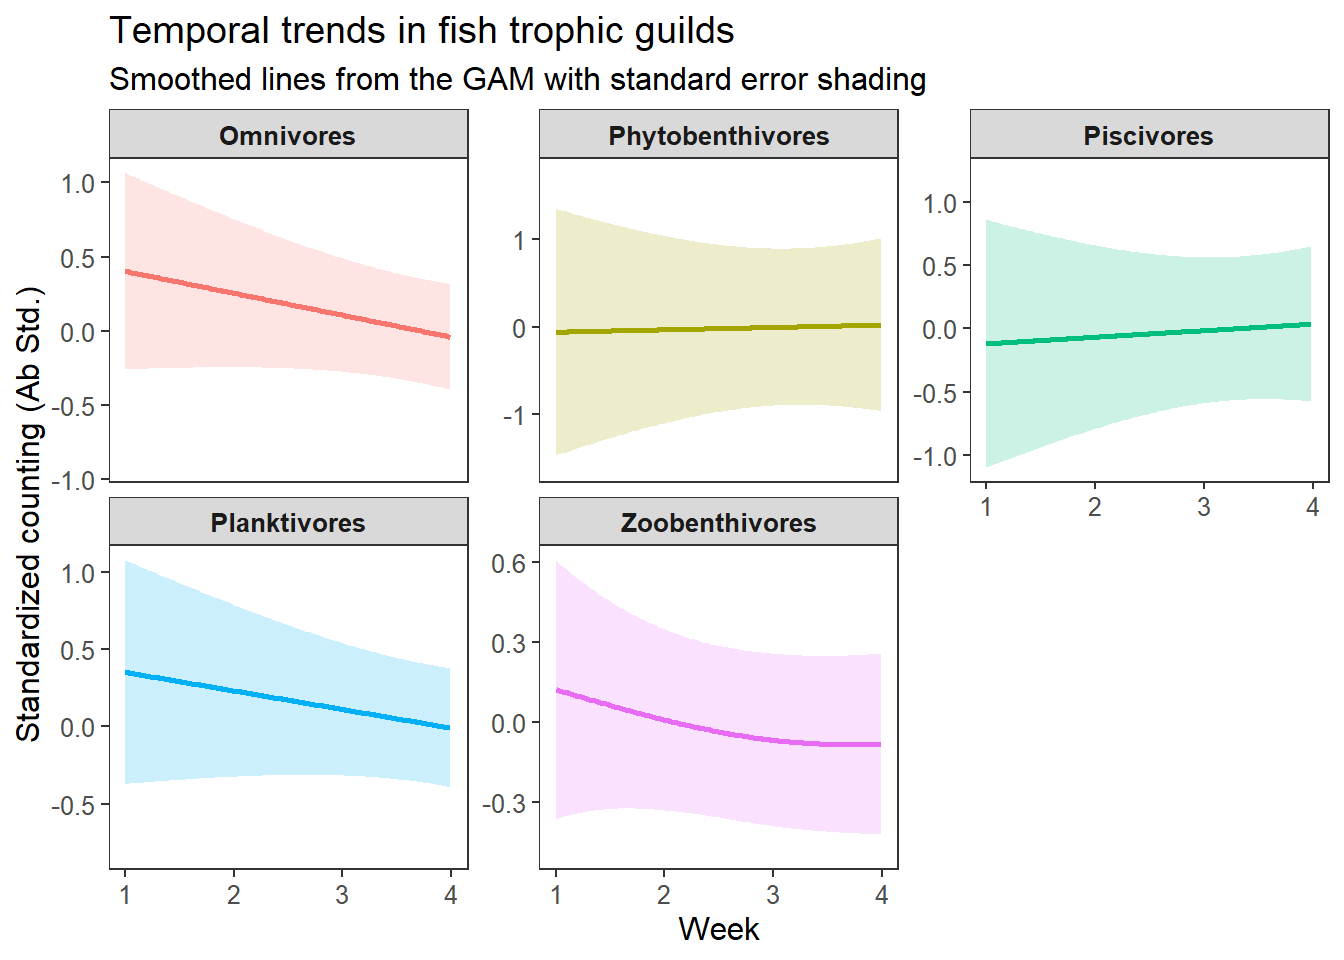 Temporal trends in fish trophic guilds
Smoothed lines from the GAM with standard error shading
Standardized counting (Ab Std.)
Omnivores
1.0
0.5
0.0
-0.5
-1.0
Phytobenthivores
1
0
-1
Piscivores
1.0
0.5
0.0
-0.5
-1.0
1 2 3 4
Planktivores
1.0
0.5
0.0
-0.5
1 2 3 4
Zoobenthivores
0.6
0.3
0.0
-0.3
1 2 3 4
Week